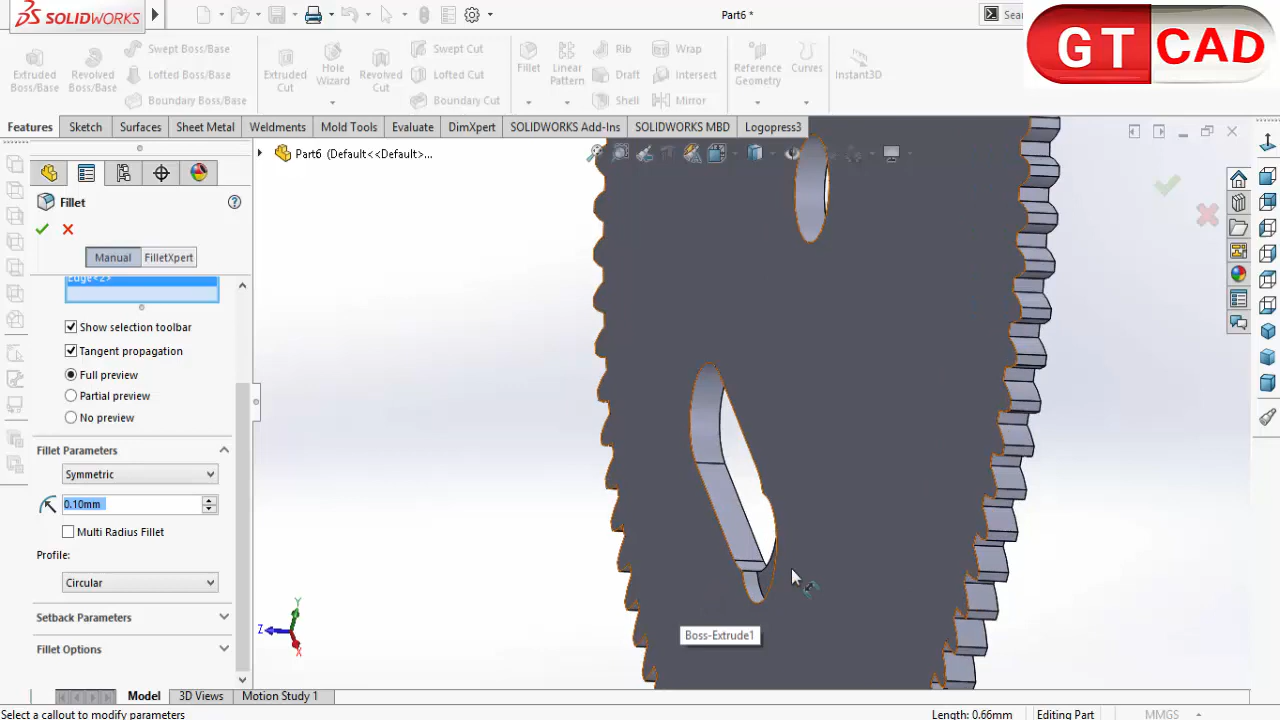 SOLIDWORKS
Part6 *
Sear
GT CAD
Extruded Boss/Base
Revolved Boss/Base
Swept Boss/Base
Lofted Boss/Base
Boundary Boss/Base
Extruded Cut
Hole Wizard
Revolved Cut
Swept Cut
Lofted Cut
Boundary Cut
Fillet
Linear Pattern
Rib
Draft
Shell
Wrap
Intersect
Mirror
Reference Geometry
Curves
Instant3D
Features
Sketch
Surfaces
Sheet Metal
Weldments
Mold Tools
Evaluate
DimXpert
SOLIDWORKS Add-Ins
SOLIDWORKS MBD
Logopress3
Part6 (Default<<Default>...
Fillet
Manual
FilletXpert
Edge<2>
Show selection toolbar
Tangent propagation
Full preview
Partial preview
No preview
Fillet Parameters
Symmetric
0.10mm
Multi Radius Fillet
Profile:
Circular
Setback Parameters
Fillet Options
Boss-Extrude1
Y
Z
X
Model
3D Views
Motion Study 1
Select a callout to modify parameters
Length: 0.66mm
Editing Part
MMGS